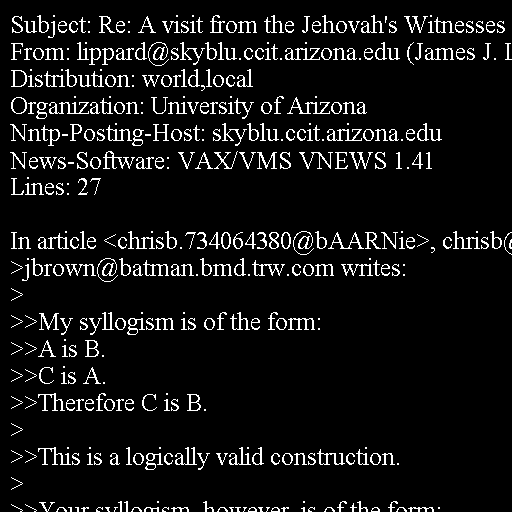 Subject: Re: A visit from the Jehovah's Witnesses
From: lippard@skyblu.ccit.arizona.edu (James J. L
Distribution: world,local
Organization: University of Arizona
Nntp-Posting-Host: skyblu.ccit.arizona.edu
News-Software: VAX/VMS VNEWS 1.41
Lines: 27
In article <chrisb.734064380@bAARNie>, chrisb@
>jbrown@batman.bmd.trw.com writes:
>
>>My syllogism is of the form:
>>A is B.
>>C is A.
>>Therefore C is B.
>
>>This is a logically valid construction.
>
>>Your syllogism, however, is of the form: